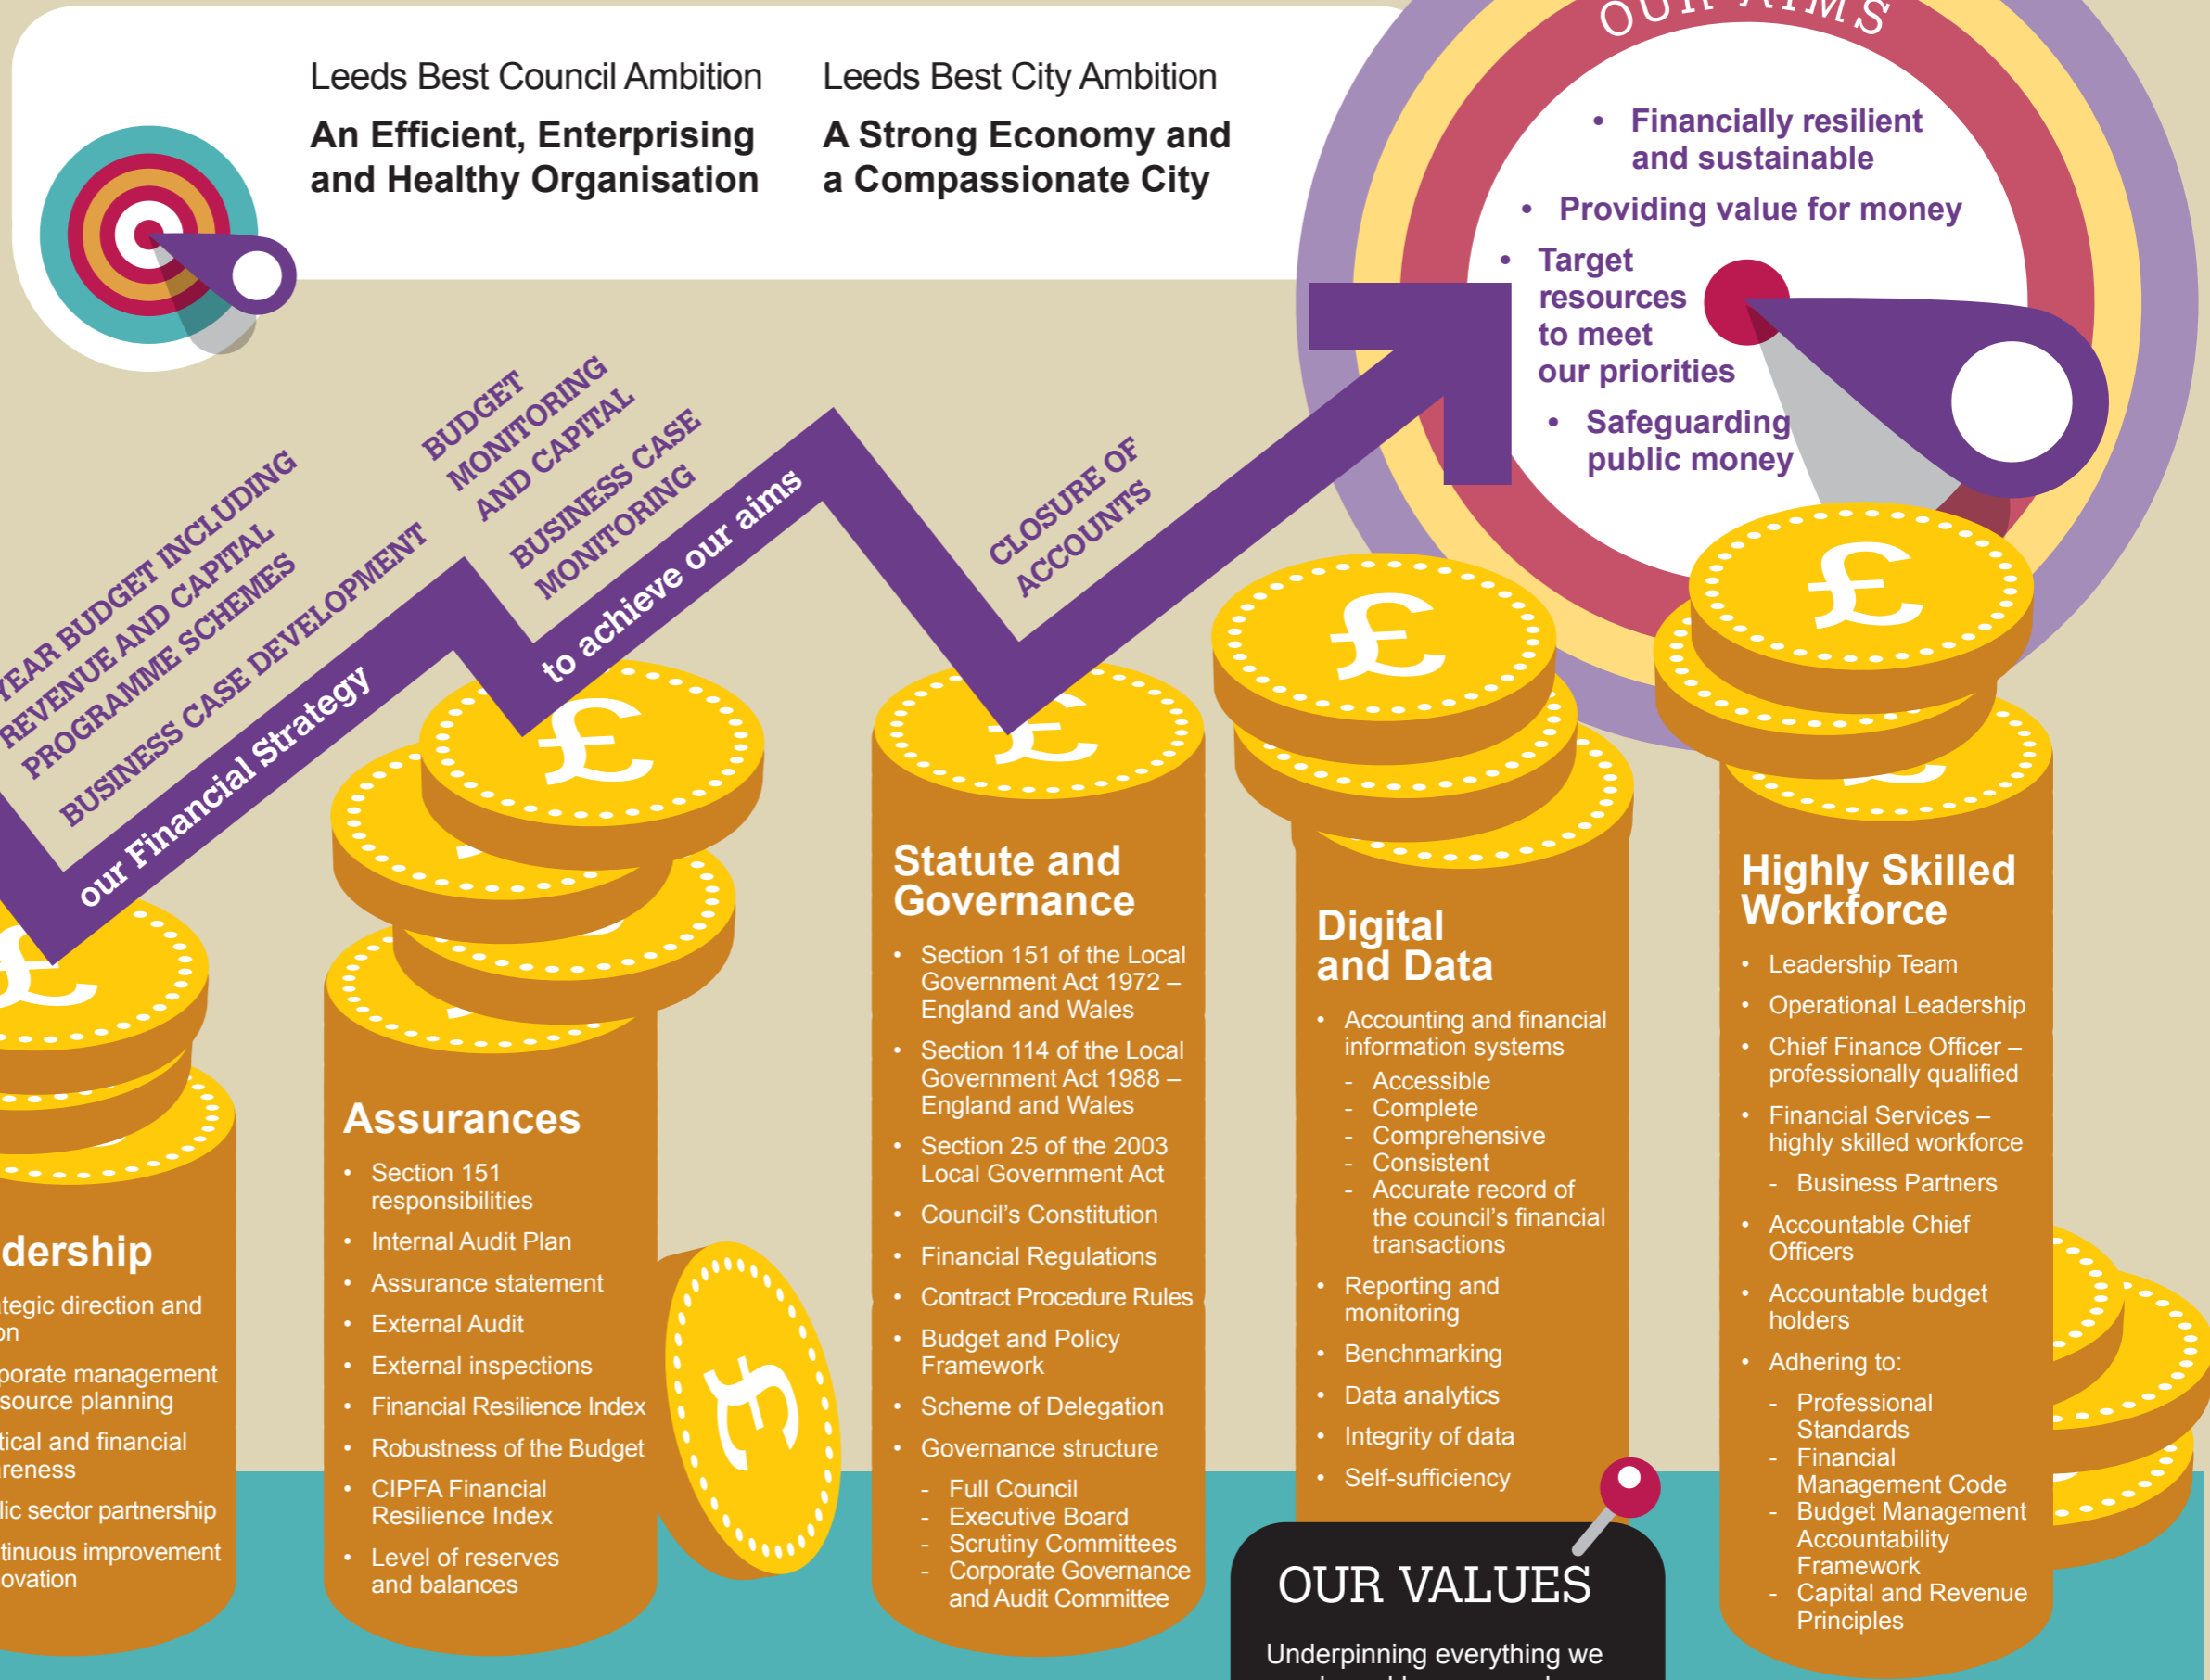 Leeds Best Council Ambition
An Efficient, Enterprising
and Healthy Organisation
Leeds Best City Ambition
A Strong Economy and
a Compassionate City
OUR AIMS
• Financially resilient
and sustainable
• Providing value for money
• Target
resources
to meet
our priorities
• Safeguarding
public money
YEAR BUDGET INCLUDING
REVENUE AND CAPITAL
PROGRAMME SCHEMES
BUSINESS CASE DEVELOPMENT
BUDGET
MONITORING
AND CAPITAL
BUSINESS CASE
MONITORING
CLOSURE OF
ACCOUNTS
our Financial Strategy
to achieve our aims
£
£
£
£
£
£
dership
tegic direction and
on
porate management
source planning
tical and financial
reness
lic sector partnership
tinuous improvement
ovation
Assurances
• Section 151
responsibilities
• Internal Audit Plan
• Assurance statement
• External Audit
• External inspections
• Financial Resilience Index
• Robustness of the Budget
• CIPFA Financial
Resilience Index
• Level of reserves
and balances
Statute and
Governance
• Section 151 of the Local
Government Act 1972 –
England and Wales
• Section 114 of the Local
Government Act 1988 –
England and Wales
• Section 25 of the 2003
Local Government Act
• Council's Constitution
• Financial Regulations
• Contract Procedure Rules
• Budget and Policy
Framework
• Scheme of Delegation
• Governance structure
- Full Council
- Executive Board
- Scrutiny Committees
- Corporate Governance
and Audit Committee
Digital
and Data
• Accounting and financial
information systems
- Accessible
- Complete
- Comprehensive
- Consistent
- Accurate record of
the council's financial
transactions
• Reporting and
monitoring
• Benchmarking
• Data analytics
• Integrity of data
• Self-sufficiency
Highly Skilled
Workforce
• Leadership Team
• Operational Leadership
• Chief Finance Officer –
professionally qualified
• Financial Services –
highly skilled workforce
- Business Partners
• Accountable Chief
Officers
• Accountable budget
holders
• Adhering to:
- Professional
Standards
- Financial
Management Code
- Budget Management
Accountability
Framework
- Capital and Revenue
Principles
OUR VALUES
Underpinning everything we